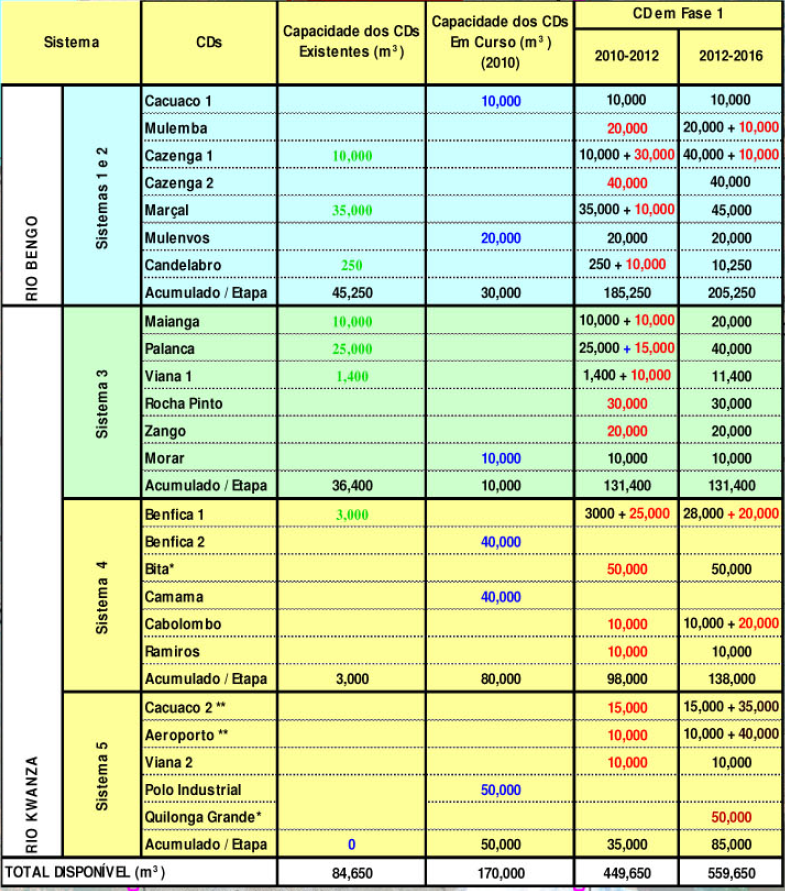 Sistema | CDs | Capacidade dos CDs Existentes (m³) | Capacidade dos CDs Em Curso (m³) (2010) | CD em Fase 1
2010-2012 | 2012-2016
RIO BENGO
Sistemas 1 e 2
Cacuaco 1 | 10,000 | 10,000 | 10,000
Mulemba | 20,000 | 20,000 + 10,000
Cazenga 1 | 10,000 | 10,000 + 30,000 | 40,000 + 10,000
Cazenga 2 | 40,000 | 40,000
Marçal | 35,000 | 35,000 + 10,000 | 45,000
Mulenvos | 20,000 | 20,000 | 20,000
Candelabro | 250 | 250 + 10,000 | 10,250
Acumulado / Etapa | 45,250 | 30,000 | 185,250 | 205,250
RIO KWANZA
Sistema 3
Maianga | 10,000 | 10,000 + 10,000 | 20,000
Palanca | 25,000 | 25,000 + 15,000 | 40,000
Viana 1 | 1,400 | 1,400 + 10,000 | 11,400
Rocha Pinto | 30,000 | 30,000
Zango | 20,000 | 20,000
Morar | 10,000 | 10,000 | 10,000
Acumulado / Etapa | 36,400 | 10,000 | 131,400 | 131,400
Sistema 4
Benfica 1 | 3,000 | 3000 + 25,000 | 28,000 + 20,000
Benfica 2 | 40,000
Bita* | 50,000 | 50,000
Camama | 40,000
Cabolombo | 10,000 | 10,000 + 20,000
Ramiros | 10,000 | 10,000
Acumulado / Etapa | 3,000 | 80,000 | 98,000 | 138,000
Sistema 5
Cacuaco 2 ** | 15,000 | 15,000 + 35,000
Aeroporto ** | 10,000 | 10,000 + 40,000
Viana 2 | 10,000 | 10,000
Polo Industrial | 50,000
Quilonga Grande* | 50,000
Acumulado / Etapa | 0 | 50,000 | 35,000 | 85,000
TOTAL DISPONÍVEL (m³) | 84,650 | 170,000 | 449,650 | 559,650